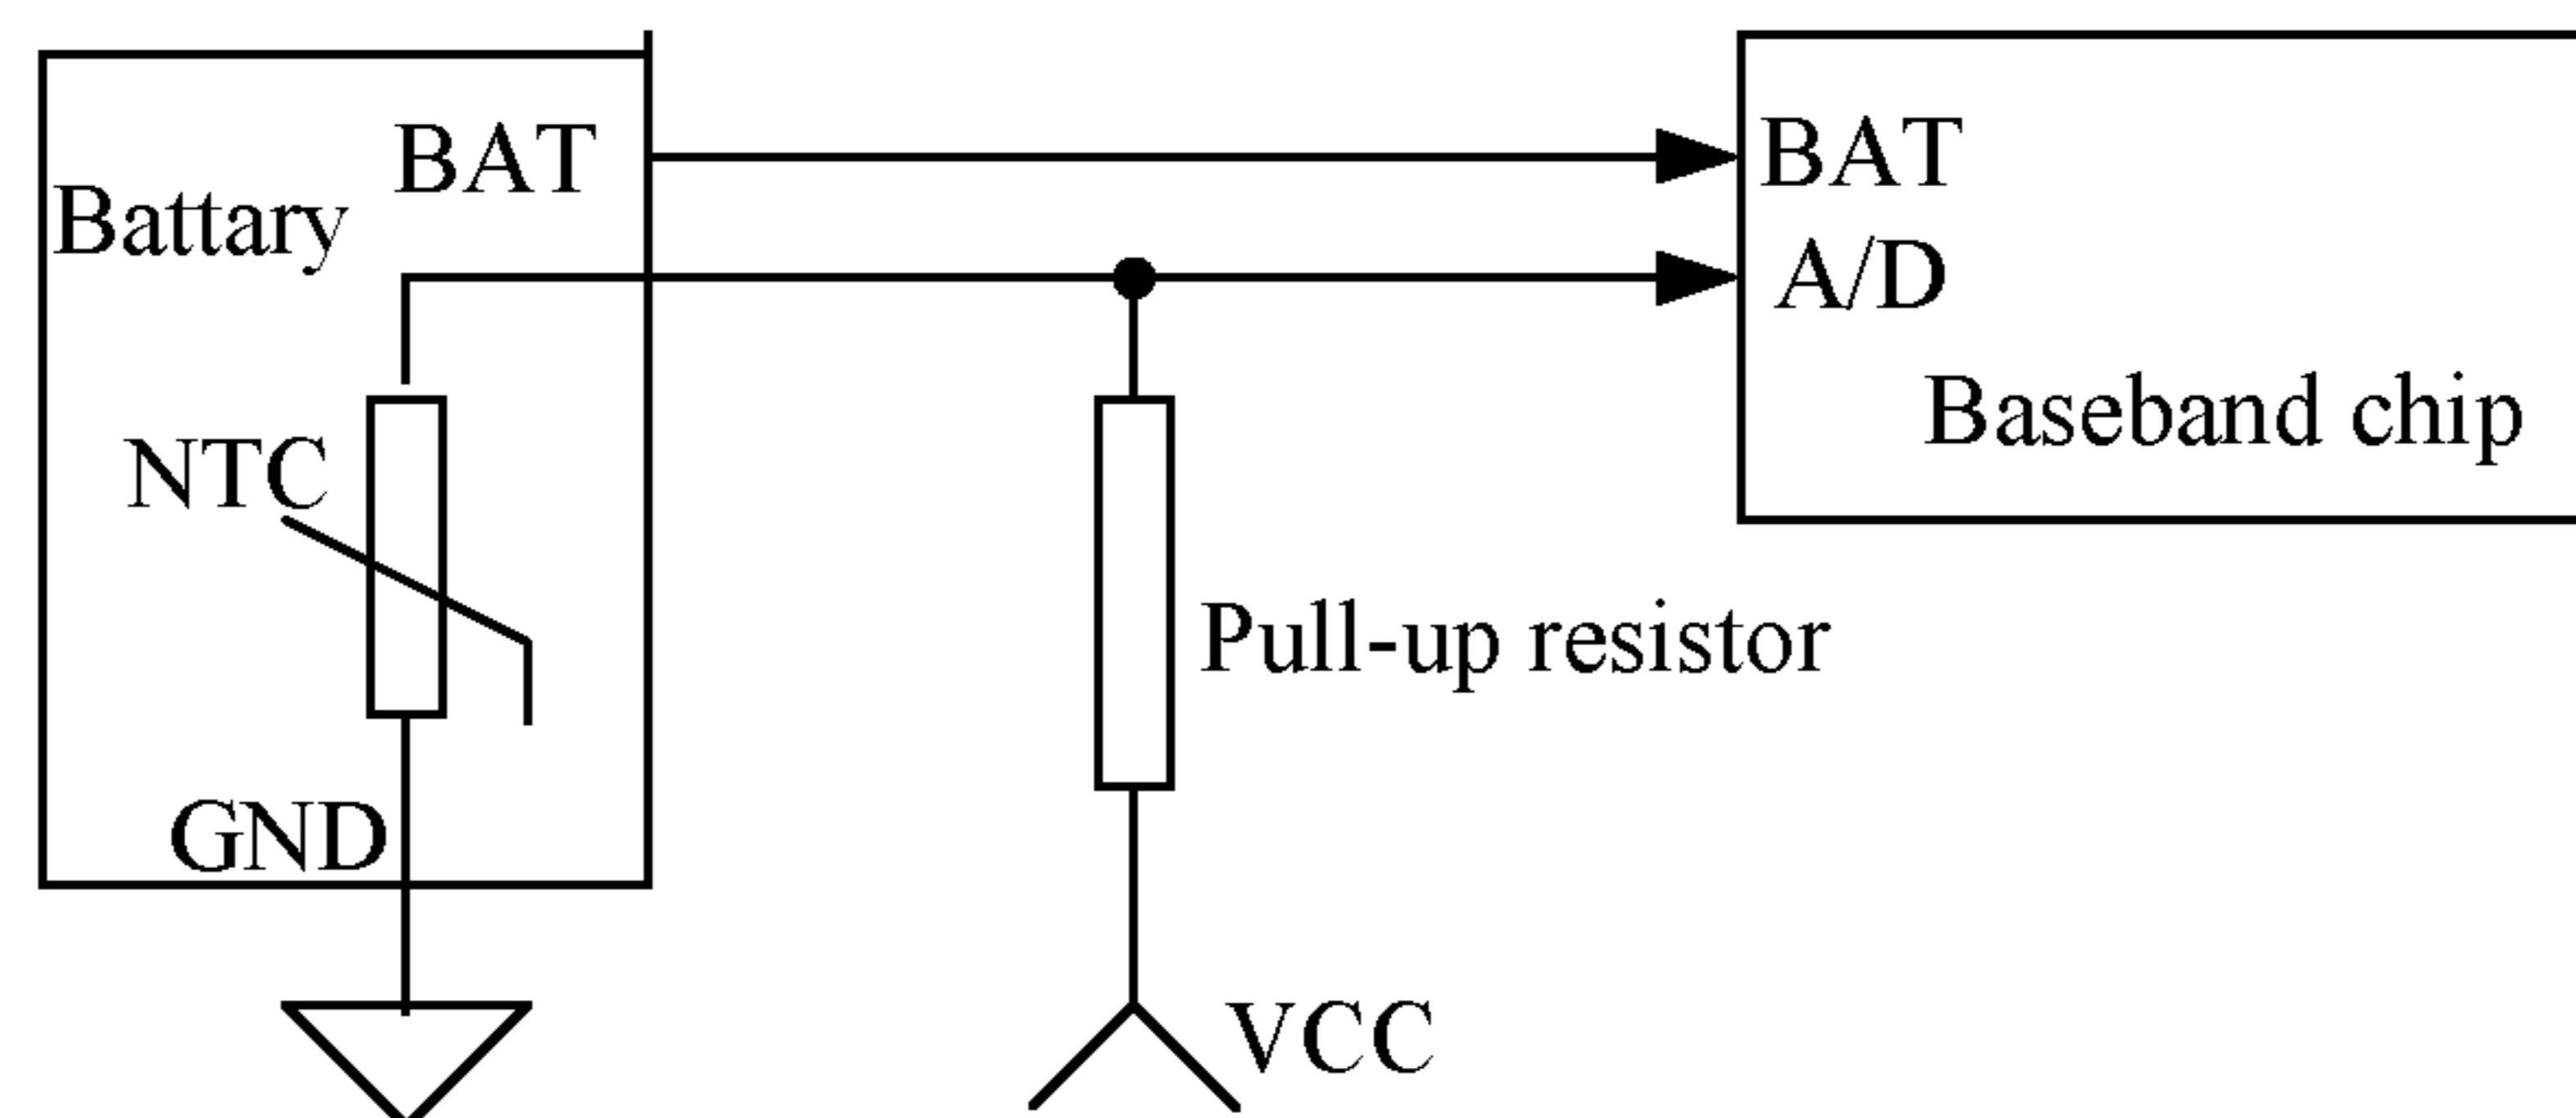 BAT
Battary
NTC
GND
Pull-up resistor
VCC
BAT
A/D
Baseband chip